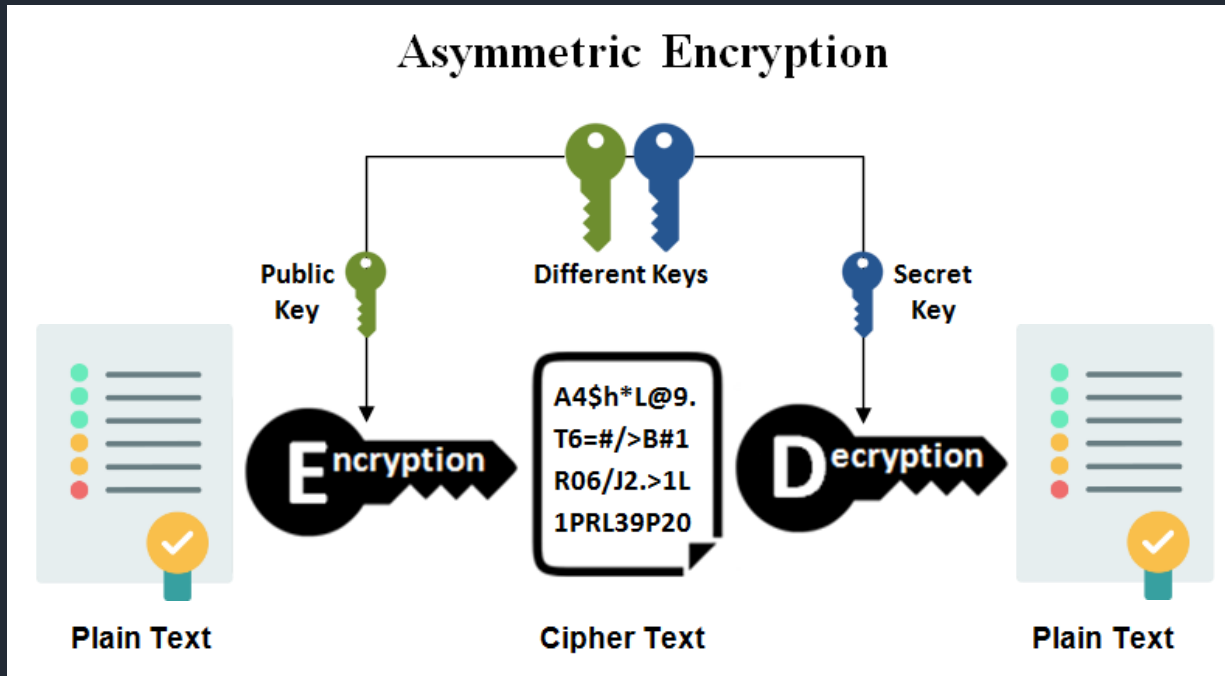 Asymmetric Encryption
Public
Key
Different Keys
Secret
Key
Encryption
A4$h*L@9.
T6=#/>B#1
R06/J2.>1L
1PRL39P20
Decryption
Plain Text
Cipher Text
Plain Text